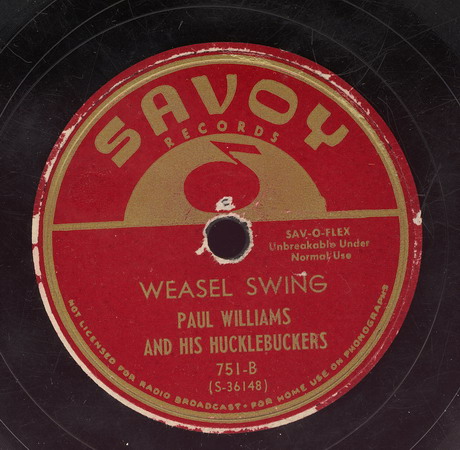 SAVOY
RECORDS
SAV-O-FLEX
Unbreakable Under
Normal Use
WEASEL SWING
PAUL WILLIAMS
AND HIS HUCKLEBUCKERS
751-B
(S-36148)
NOT LICENSED FOR RADIO BROADCAST • FOR HOME USE ON PHONOGRAPHS